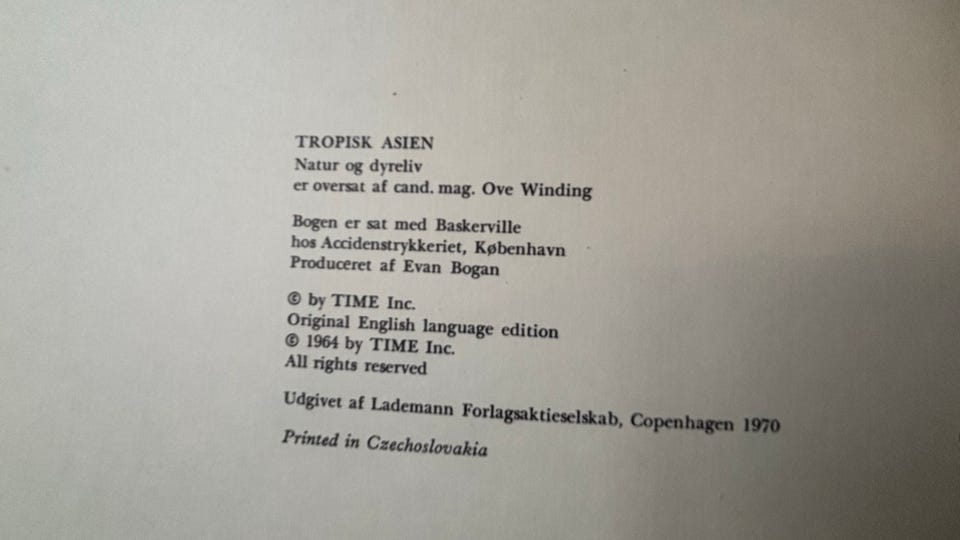 TROPISK ASIEN
Natur og dyreliv
er oversat af cand. mag. Ove Winding
Bogen er sat med Baskerville
hos Accidenstrykkeriet, København
Produceret af Evan Bogan
© by TIME Inc.
Original English language edition
© 1964 by TIME Inc.
All rights reserved
Udgivet af Lademann Forlagsaktieselskab, Copenhagen 1970
Printed in Czechoslovakia